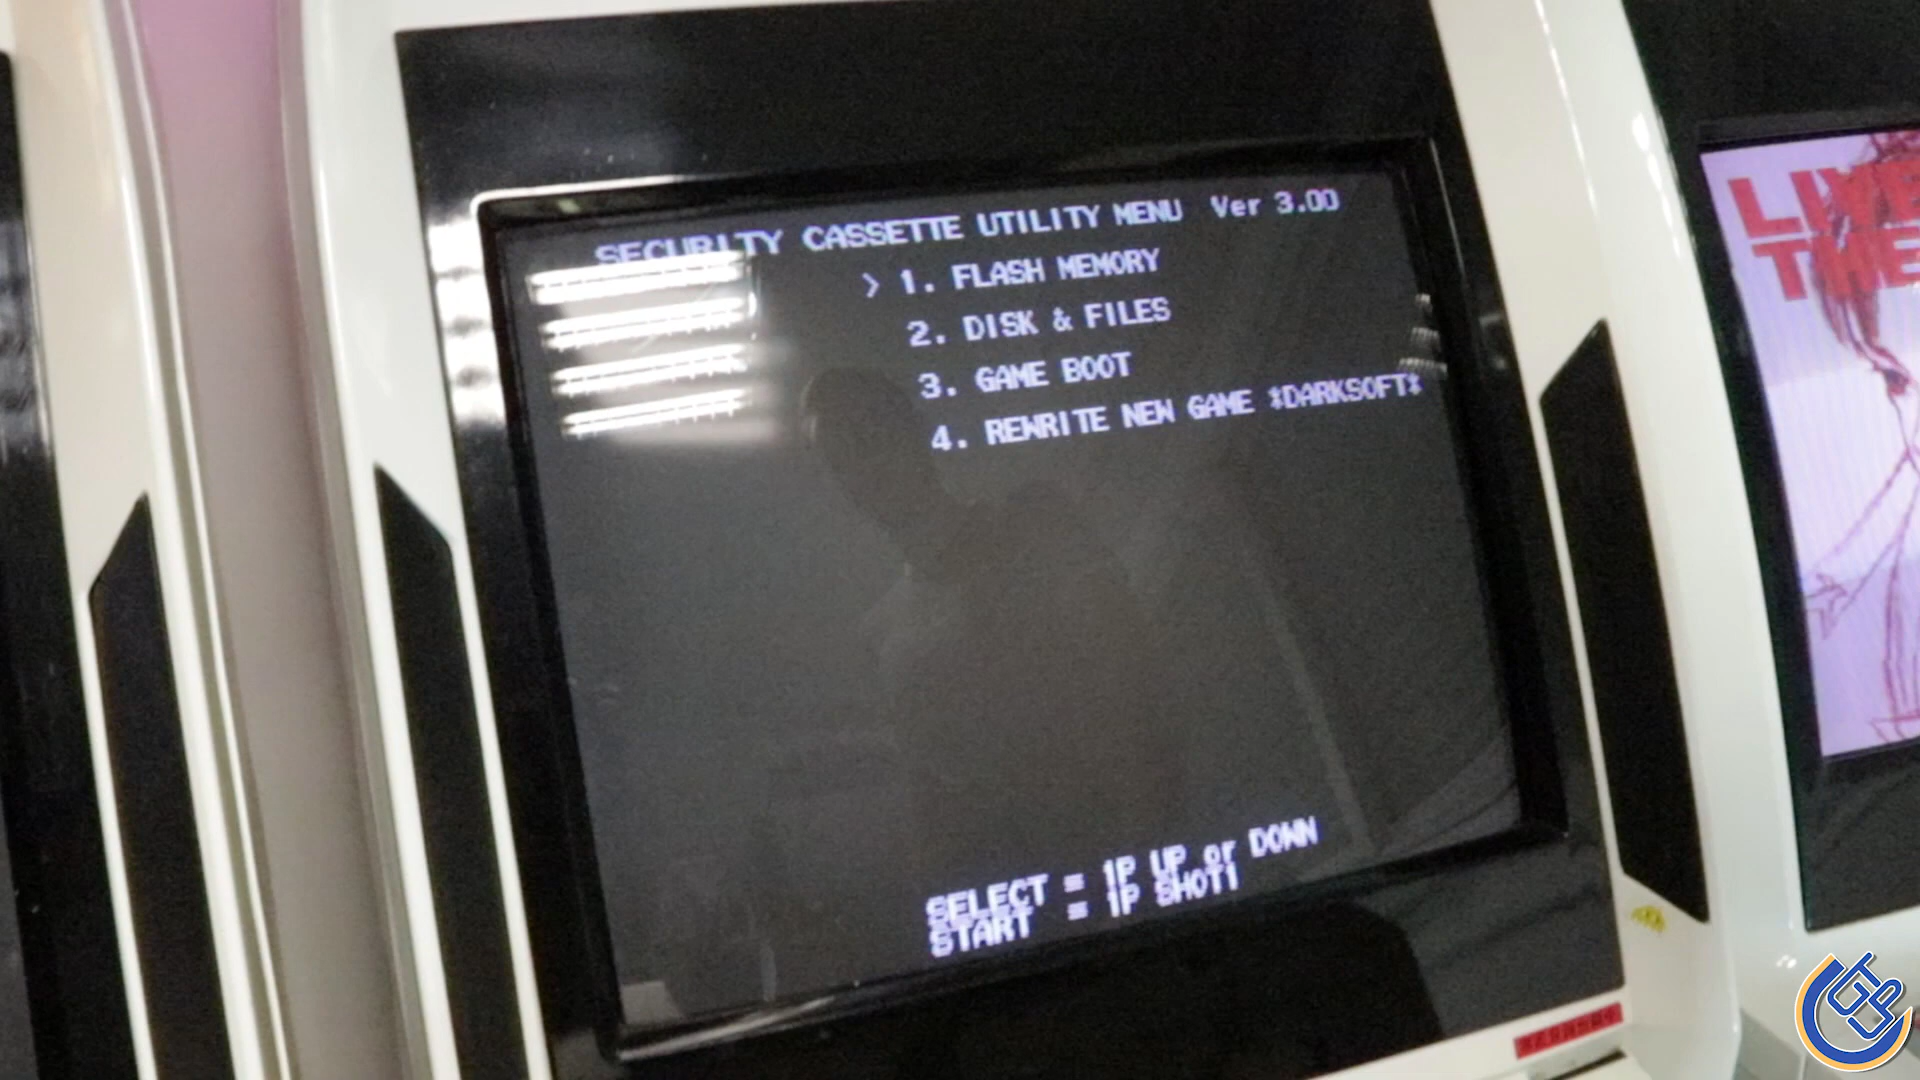 SECURITY CASSETTE UTILITY MENU Ver 3.00
> 1. FLASH MEMORY
2. DISK & FILES
3. GAME BOOT
4. REWRITE NEW GAME *DARKSOFT*
SELECT = 1P UP or DOWN
START = 1P SHOT1